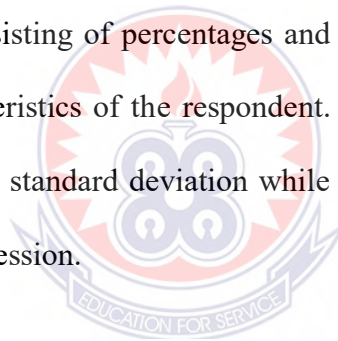 sisting of percentages and
eristics of the respondent.
standard deviation while
ession.
EDUCATION FOR SERVICE